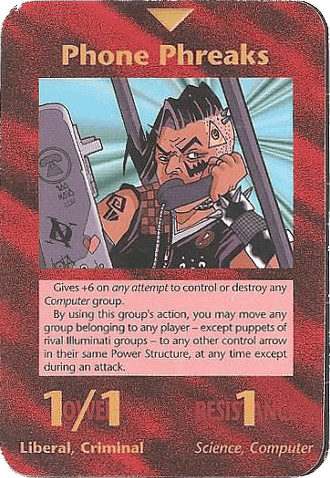 Phone Phreaks
Gives +6 on any attempt to control or destroy any
Computer group.
By using this group's action, you may move any
group belonging to any player – except puppets of
rival Illuminati groups – to any other control arrow
in their same Power Structure, at any time except
during an attack.
POWER
1/1
RESISTANCE
1
Liberal, Criminal
Science, Computer